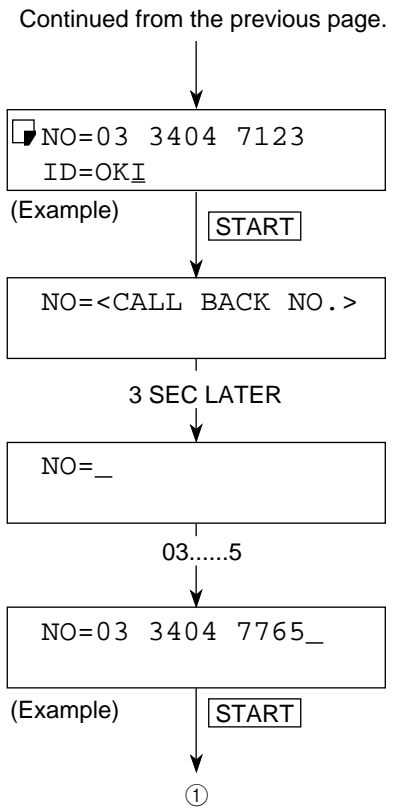 Continued from the previous page.
NO=03 3404 7123
ID=OKI
(Example)
START
NO=<CALL BACK NO.>
3 SEC LATER
NO=_
03......5
NO=03 3404 7765_
(Example)
START
①